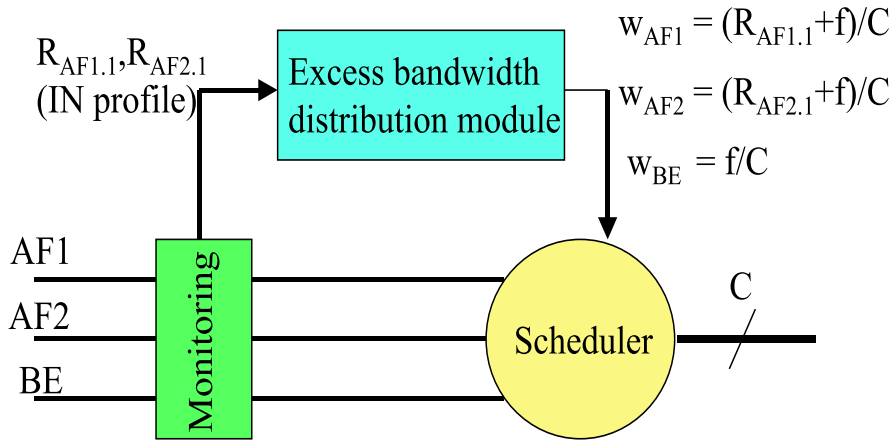 R_AF1.1,R_AF2.1
(IN profile)
Excess bandwidth
distribution module
w_AF1 = (R_AF1.1+f)/C
w_AF2 = (R_AF2.1+f)/C
w_BE = f/C
AF1
AF2
BE
Monitoring
Scheduler
C